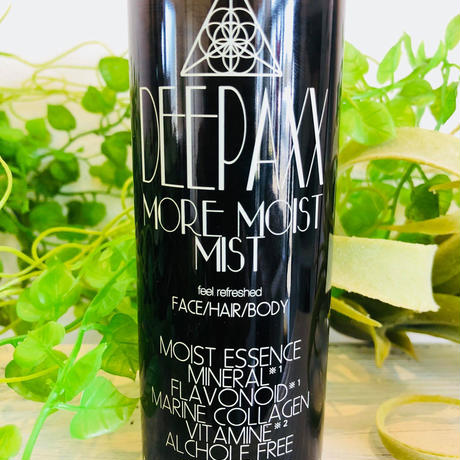 DEEPAXX
MORE MOIST
MIST
feel refreshed
FACE/HAIR/BODY
MOIST ESSENCE
MINERAL※1
FLAVONOID※1
MARINE COLLAGEN
VITAMINE※2
ALCHOLE FREE